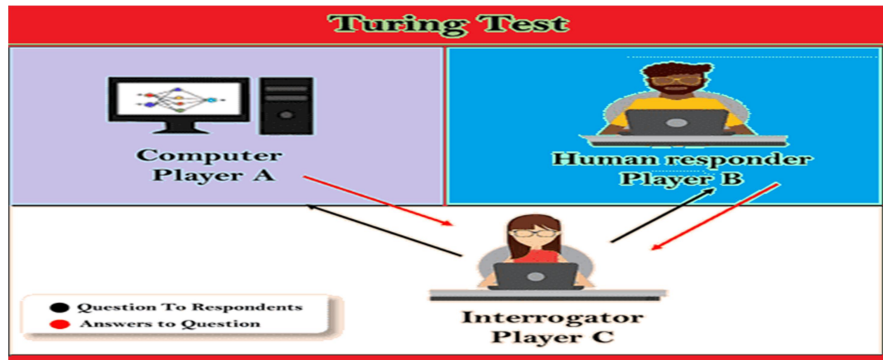 Turing Test
Computer
Player A
Human responder
Player B
Interrogator
Player C
Question To Respondents
Answers to Question